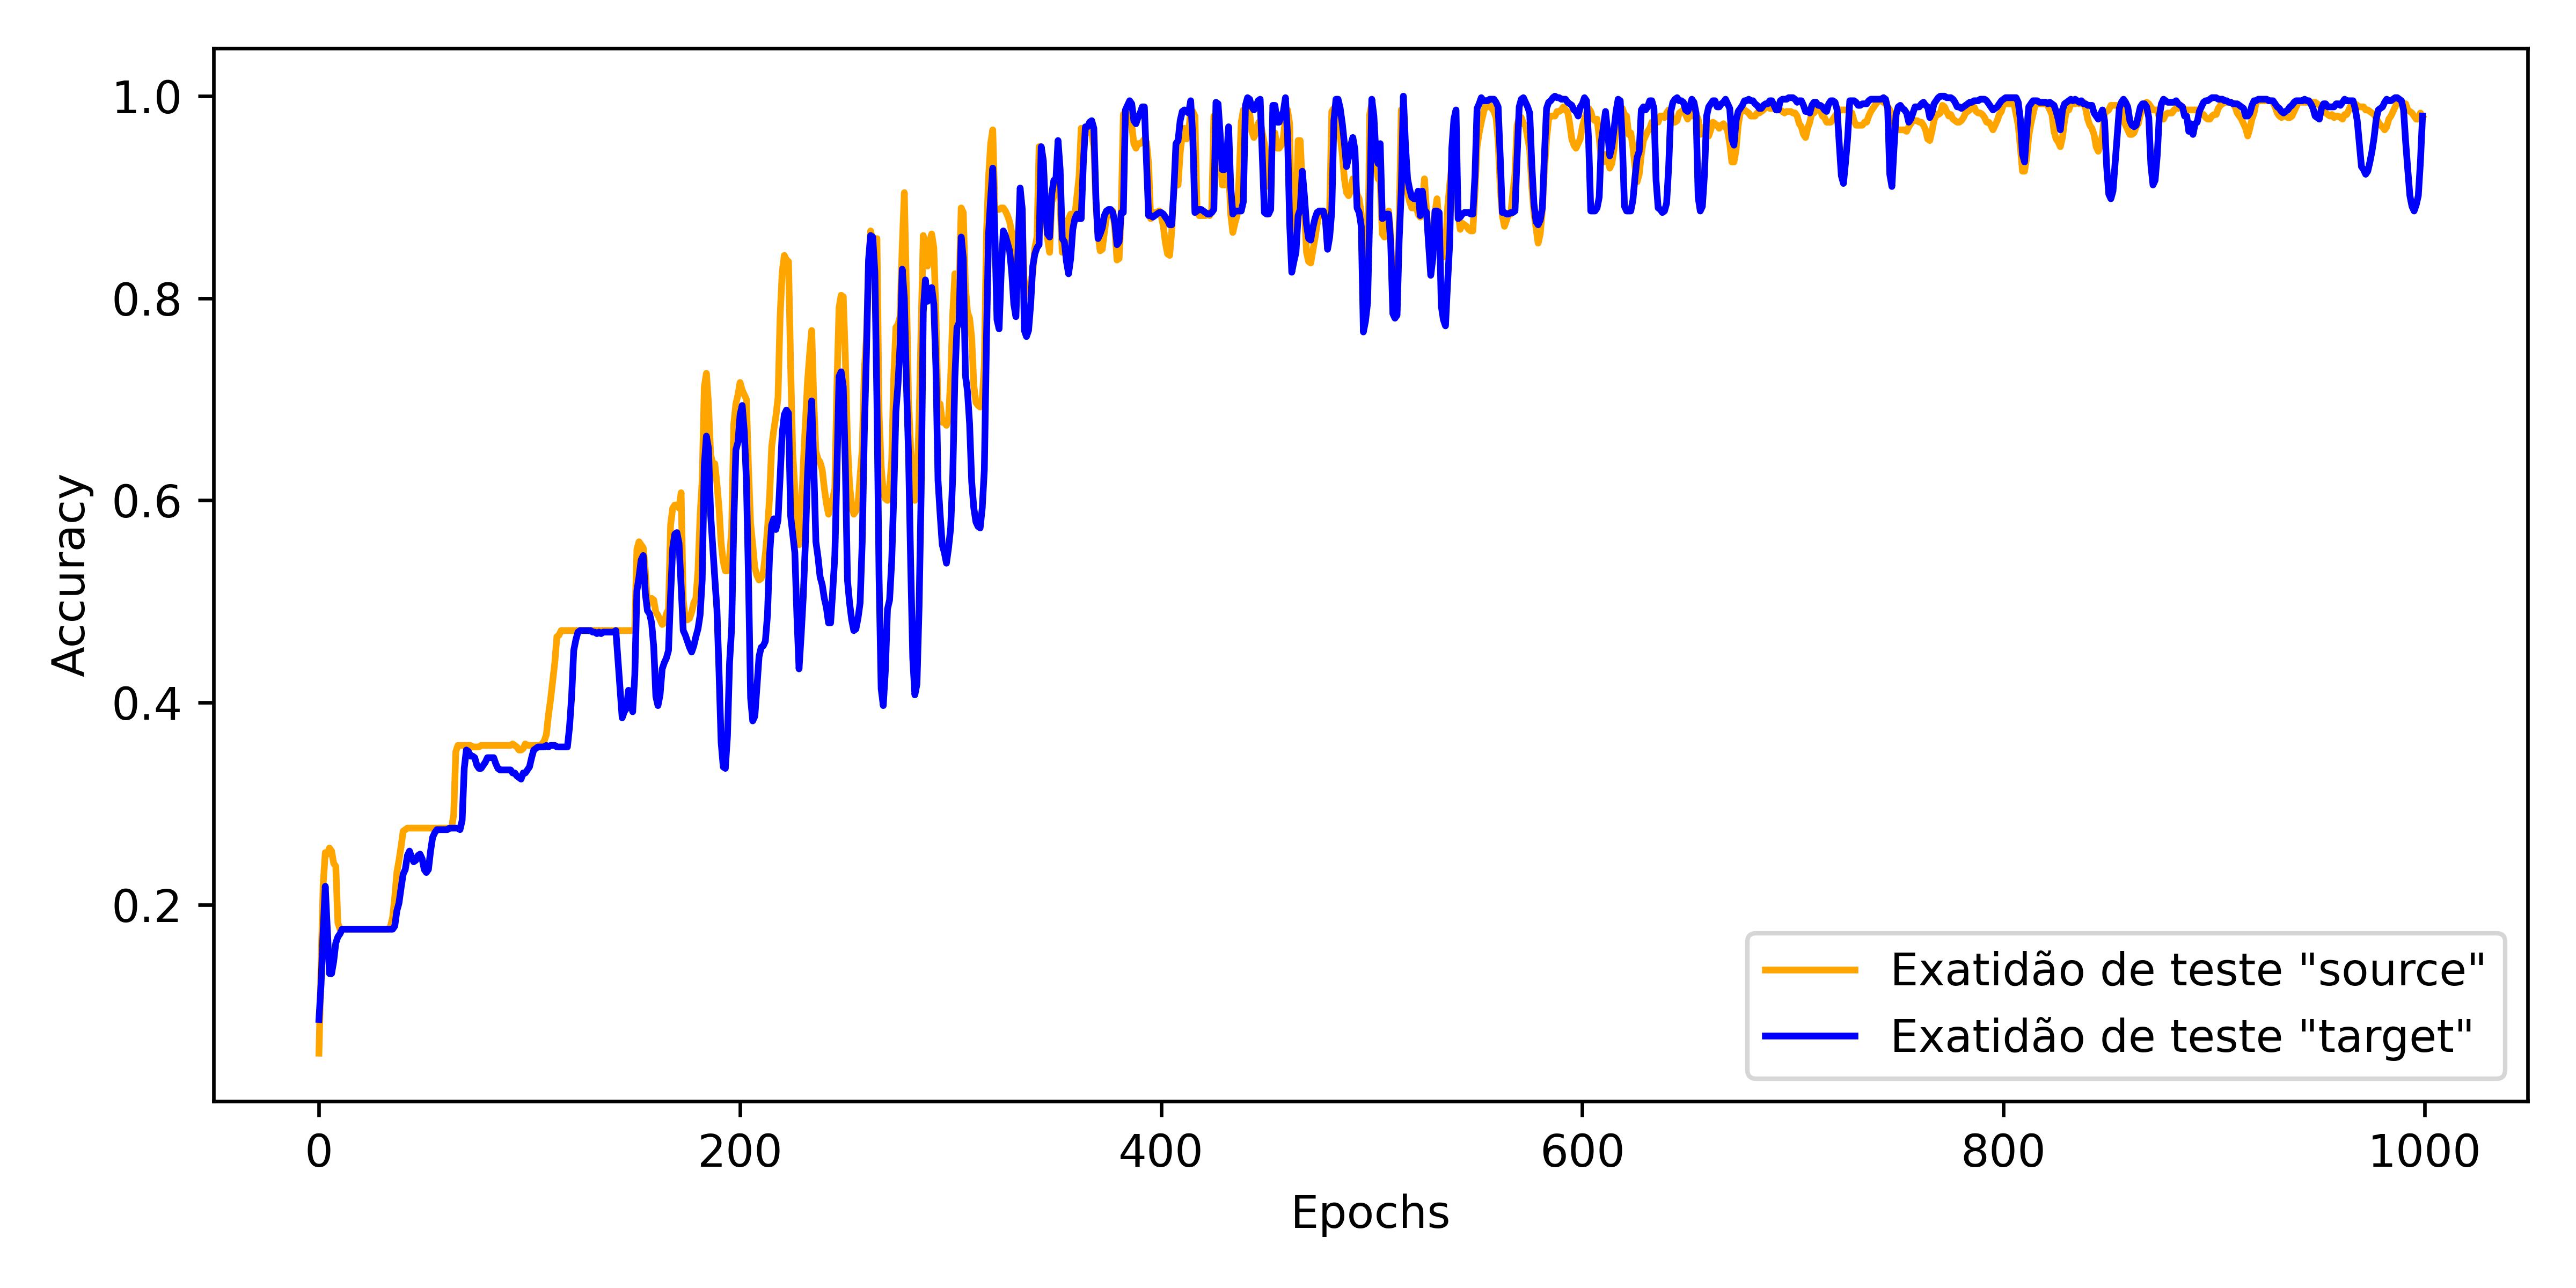 1.0
0.8
0.6
0.4
0.2
Accuracy
0 200 400 600 800 1000
Epochs
Exatidão de teste "source"
Exatidão de teste "target"